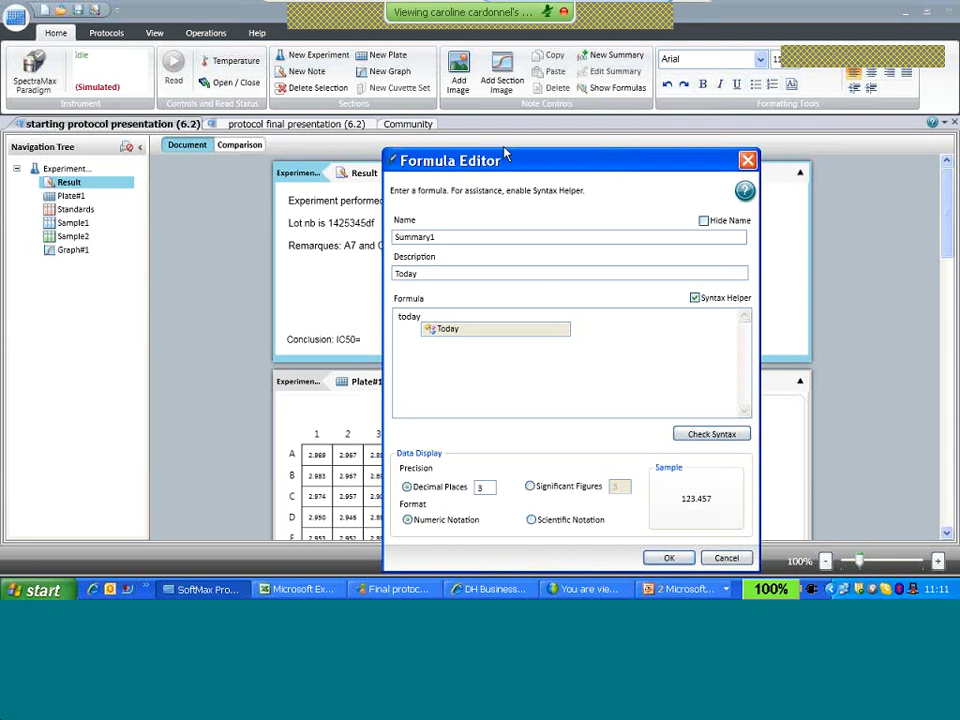 Viewing caroline cardonnel's ...
Home
Protocols
View
Operations
Help
Idle
SpectraMax
Paradigm
(Simulated)
Instrument
Read
Temperature
Open / Close
Controls and Read Status
New Experiment
New Plate
New Note
New Graph
Delete Selection
New Cuvette Set
Sections
Add
Image
Add Section
Image
Copy
New Summary
Paste
Edit Summary
Delete
Show Formulas
Note Controls
Arial
11
B I U
Formatting Tools
starting protocol presentation (6.2)
protocol final presentation (6.2)
Community
Navigation Tree
Document
Comparison
Experiment...
Result
Plate#1
Standards
Sample1
Sample2
Graph#1
Experimen...
Result
Experiment performed
Lot nb is 1425345df
Remarques: A7 and
Conclusion: IC50=
Experimen...
Plate#1
1 2 3
A 2.969 2.967
B 2.983 2.967
C 2.974 2.957
D 2.950 2.946
2.953 2.937
Formula Editor
Enter a formula. For assistance, enable Syntax Helper.
Name
Hide Name
Summary1
Description
Today
Formula
Syntax Helper
today
Today
Check Syntax
Data Display
Precision
Decimal Places 3
Significant Figures 3
Format
Numeric Notation
Scientific Notation
Sample
123.457
OK
Cancel
100%
start
SoftMax Pro...
Microsoft Ex...
Final protoc...
DH Business...
You are vie...
2 Microsoft...
100%
11:11